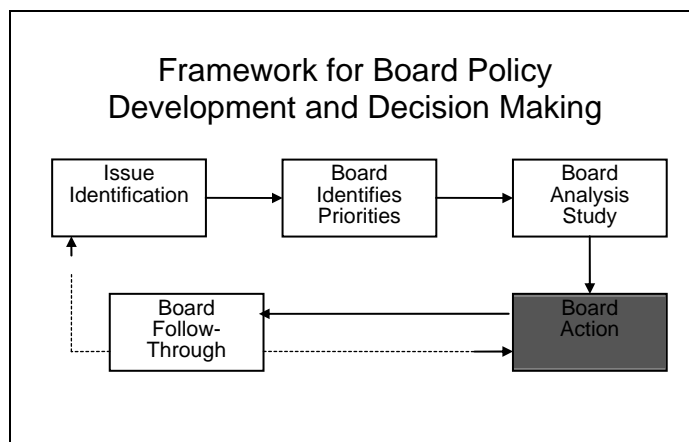 Framework for Board Policy
Development and Decision Making
Issue
Identification
Board
Identifies
Priorities
Board
Analysis
Study
Board
Follow-
Through
Board
Action